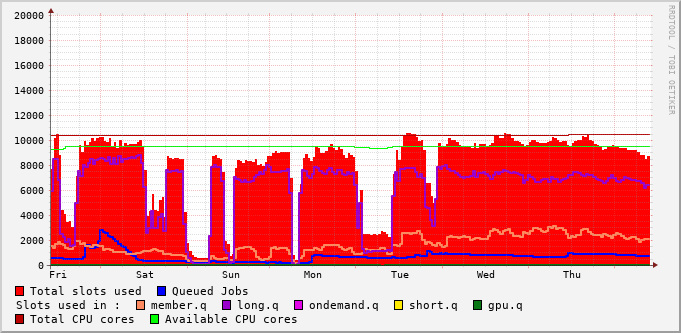 20000
18000
16000
14000
12000
10000
8000
6000
4000
2000
0
Fri Sat Sun Mon Tue Wed Thu
RRDTOOL / TOBI OETIKER
Total slots used Queued Jobs
Slots used in : member.q long.q ondemand.q short.q gpu.q
Total CPU cores Available CPU cores